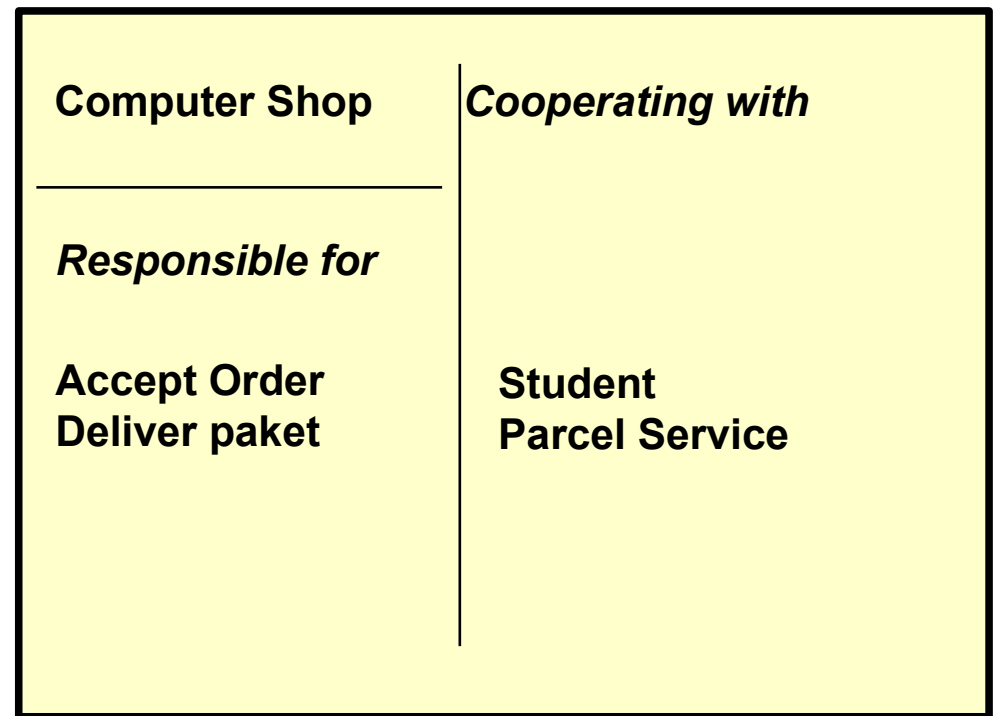 Computer Shop
Cooperating with
Responsible for
Accept Order
Deliver paket
Student
Parcel Service